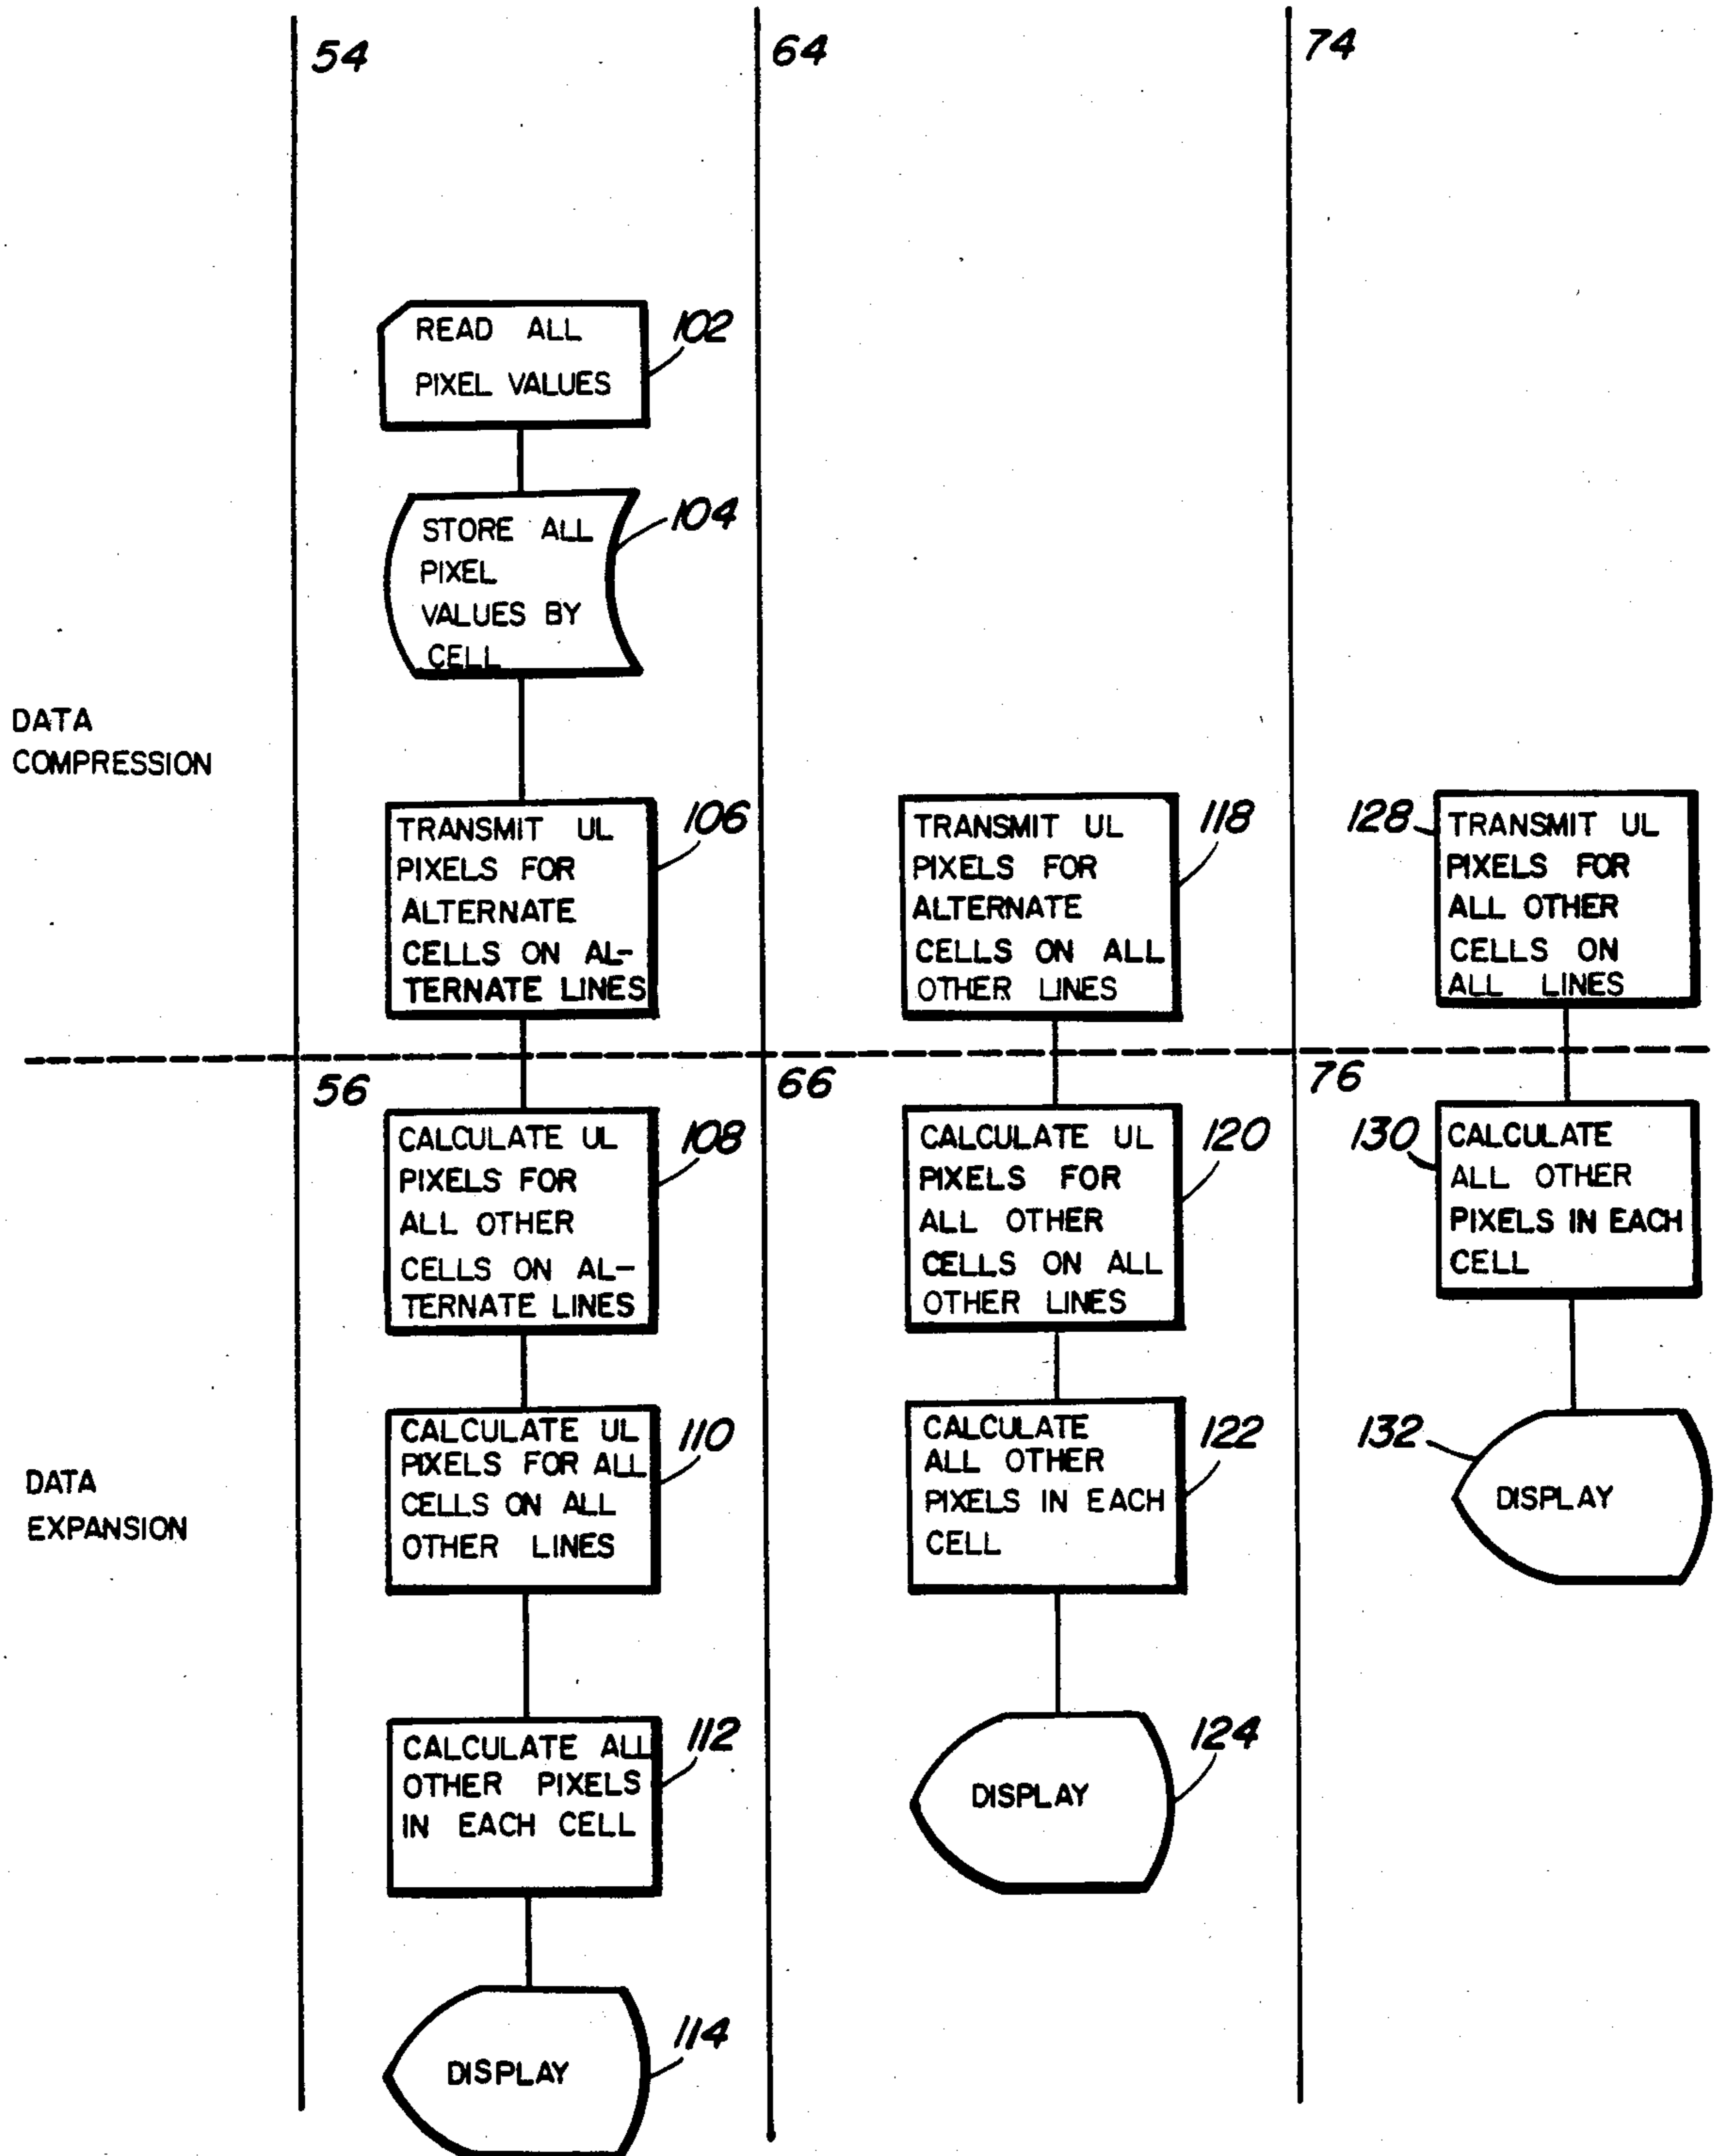 54
64
74
READ ALL
PIXEL VALUES
102
STORE ALL
PIXEL
VALUES BY
CELL
104
DATA
COMPRESSION
TRANSMIT UL
PIXELS FOR
ALTERNATE
CELLS ON AL-
TERNATE LINES
106
TRANSMIT UL
PIXELS FOR
ALTERNATE
CELLS ON ALL
OTHER LINES
118
128
TRANSMIT UL
PIXELS FOR
ALL OTHER
CELLS ON
ALL LINES
56
66
76
CALCULATE UL
PIXELS FOR
ALL OTHER
CELLS ON AL-
TERNATE LINES
108
CALCULATE UL
PIXELS FOR
ALL OTHER
CELLS ON ALL
OTHER LINES
120
130
CALCULATE
ALL OTHER
PIXELS IN EACH
CELL
DATA
EXPANSION
CALCULATE UL
PIXELS FOR ALL
CELLS ON ALL
OTHER LINES
110
CALCULATE
ALL OTHER
PIXELS IN EACH
CELL
122
132
DISPLAY
CALCULATE ALL
OTHER PIXELS
IN EACH CELL
112
DISPLAY
124
DISPLAY
114